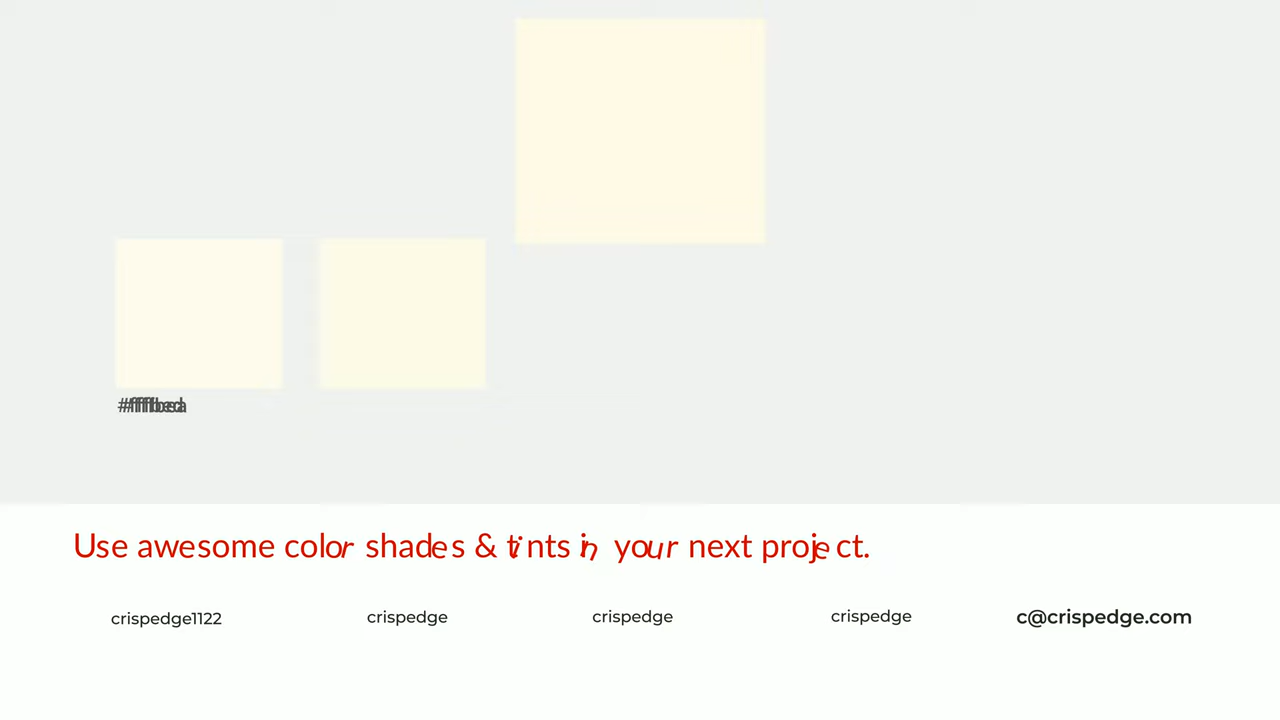 Use awesome color shades & tints in your next project.
crispedge1122 crispedge crispedge crispedge c@crispedge.com